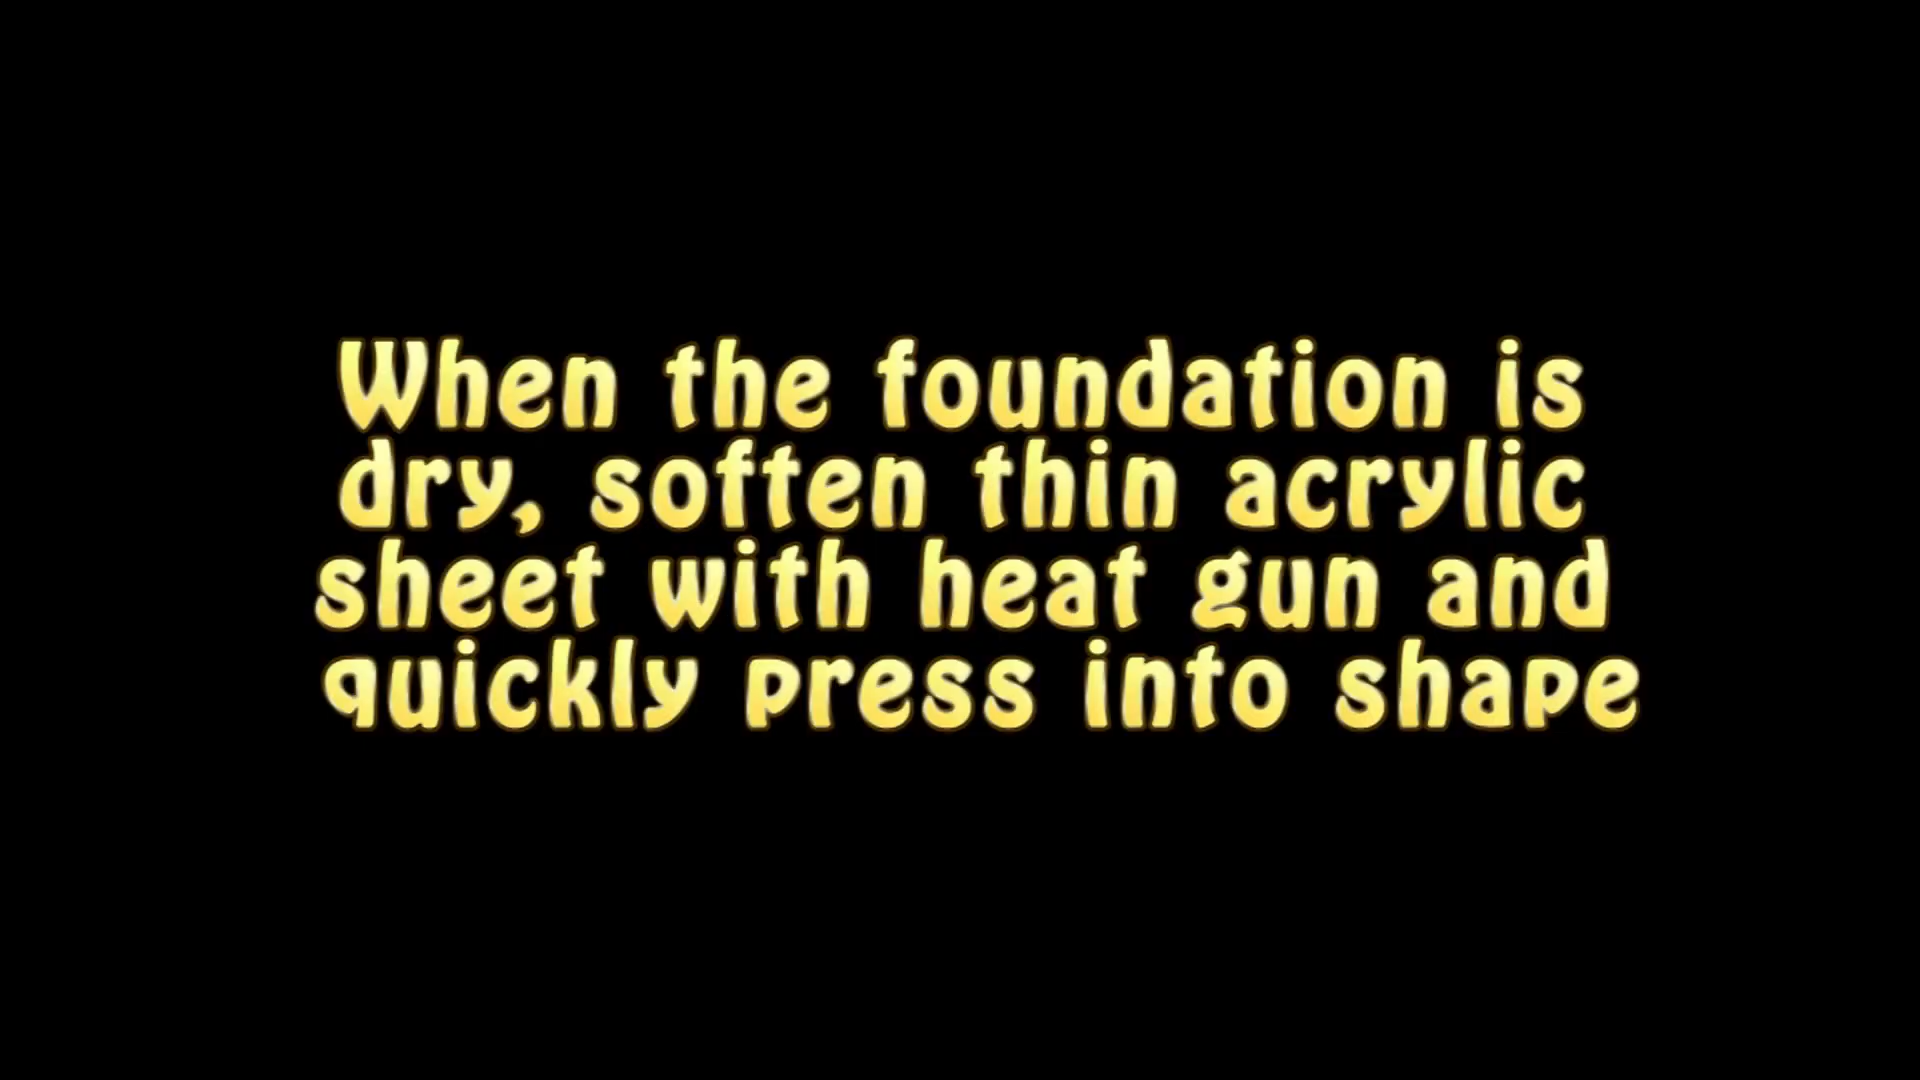 When the foundation is
dry, soften thin acrylic
sheet with heat gun and
quickly press into shape